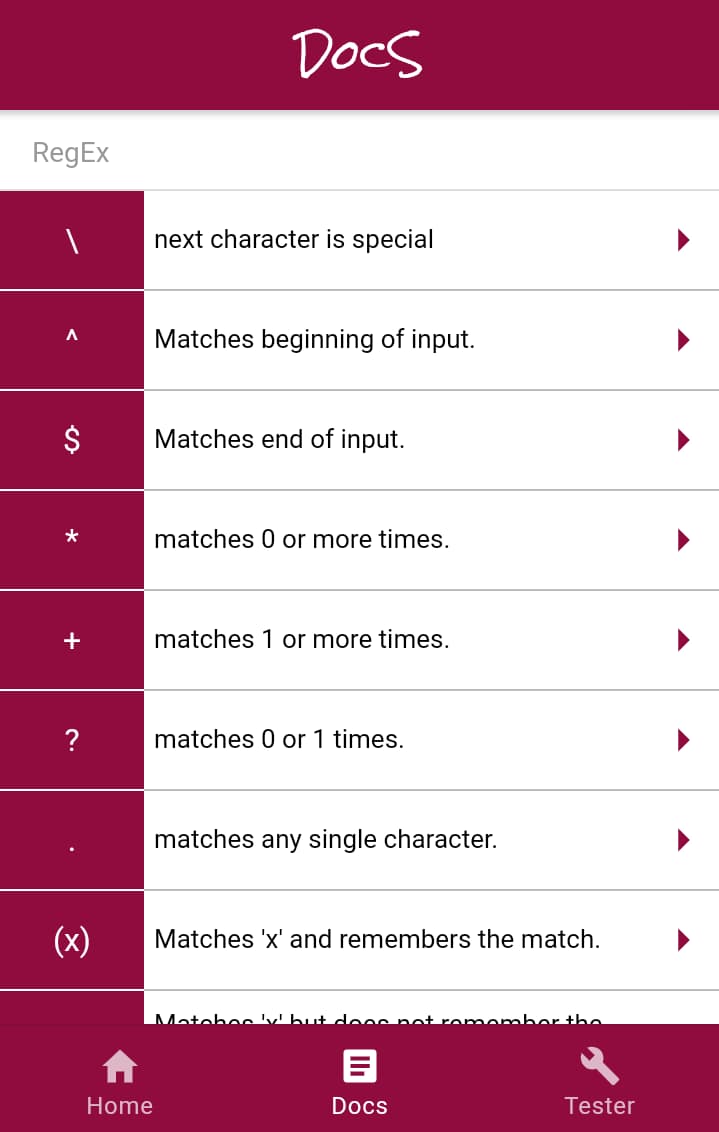 Docs
RegEx
\ next character is special
^ Matches beginning of input.
$ Matches end of input.
* matches 0 or more times.
+ matches 1 or more times.
? matches 0 or 1 times.
. matches any single character.
(x) Matches 'x' and remembers the match.
Matches 'x' but does not remember the
Home Docs Tester